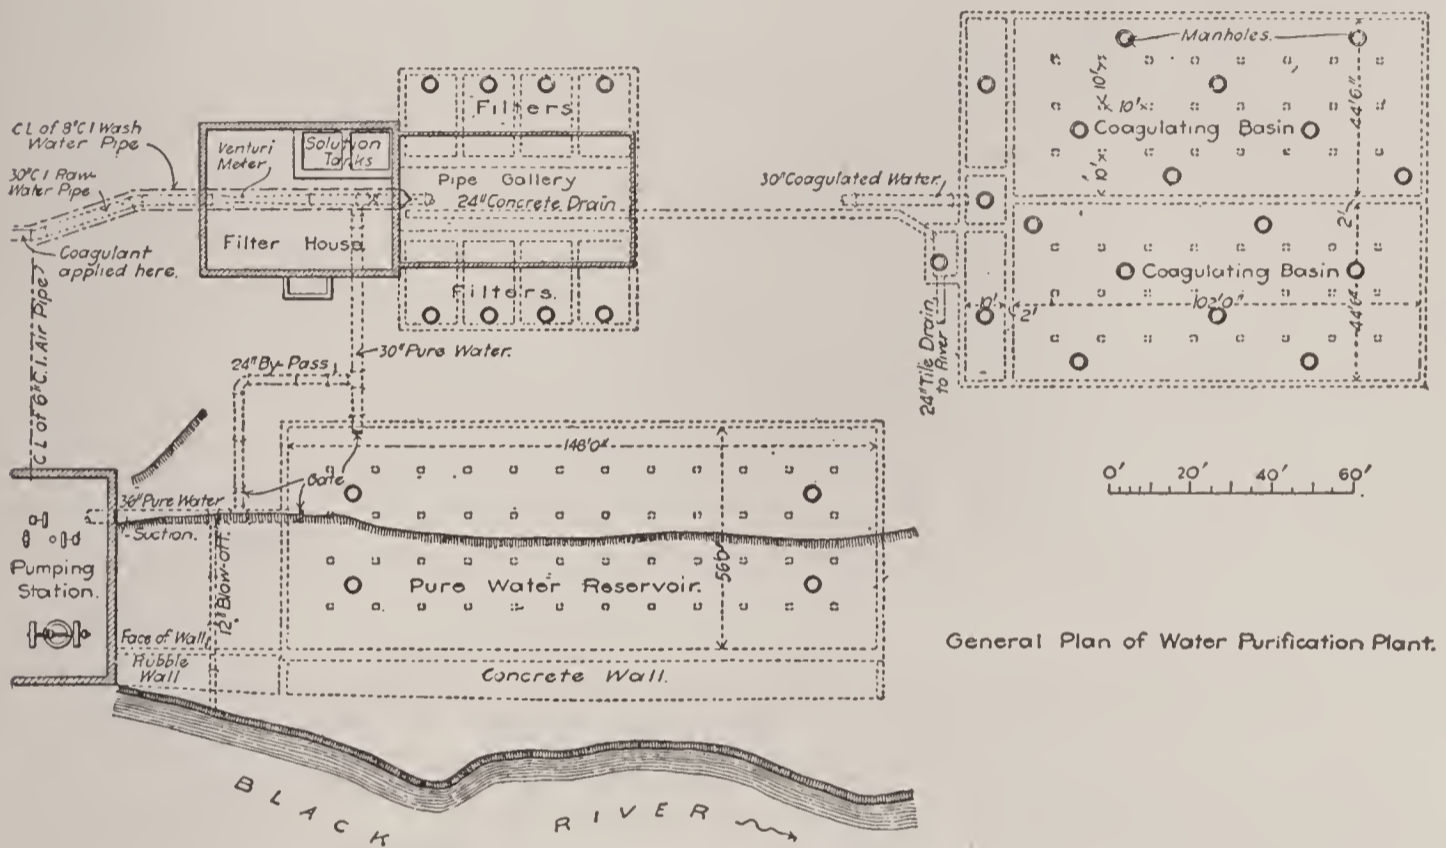 Manholes.
10'
10'
10'
44'6"
Coagulating Basin
2'
Coagulating Basin
10'
2'
102'0"
44'6"
Filters
C L of 8" C I Wash
Water Pipe
30" C I Raw
Water Pipe
Venturi
Meter
Solution
Tanks
Pipe Gallery
24" Concrete Drain
30" Coagulated Water.
Filter House
Coagulant
applied here.
Filters.
24" Tile Drain
to River
C L of 6" C. I. Air Pipe
30" Pure Water.
24" By-Pass
148'0"
Gate
0' 20' 40' 60'
36" Pure Water
Suction.
Pumping
Station.
12" Blow-off.
Pure Water Reservoir.
Face of Wall
Rubble
Wall
Concrete Wall.
General Plan of Water Purification Plant.
BLACK RIVER